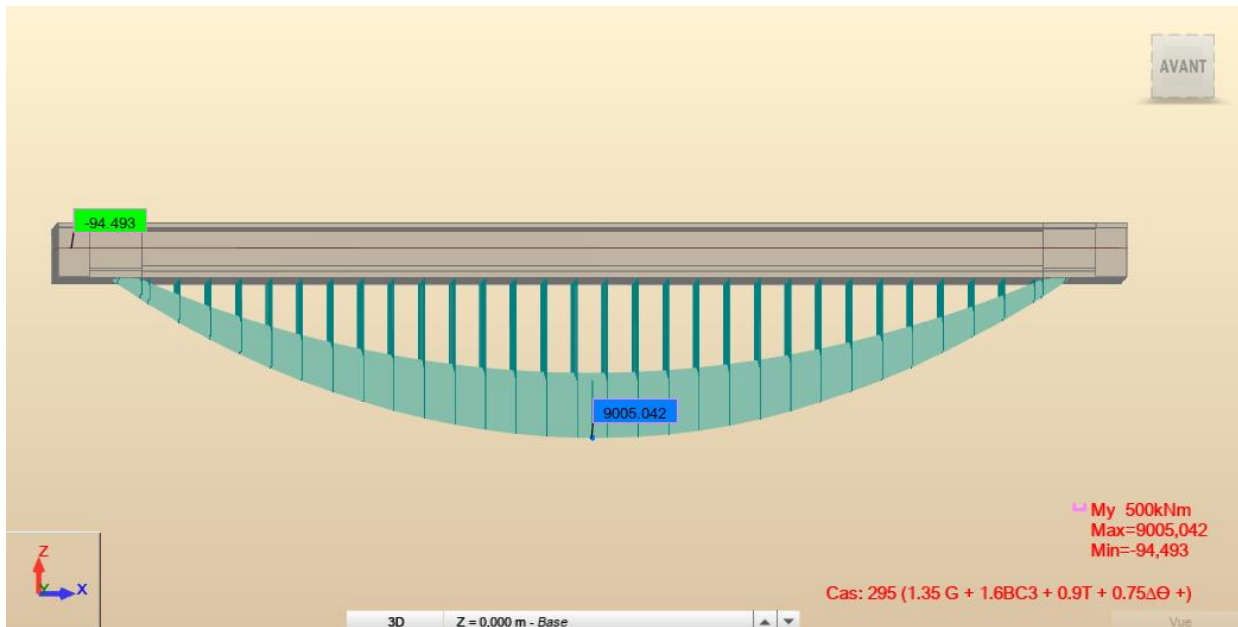 AVANT
-94.493
9005.042
My 500kNm
Max=9005,042
Min=-94,493
Cas: 295 (1.35 G + 1.6BC3 + 0.9T + 0.75ΔΘ +)
Z
Y
X
3D Z = 0.000 m - Base
Vue